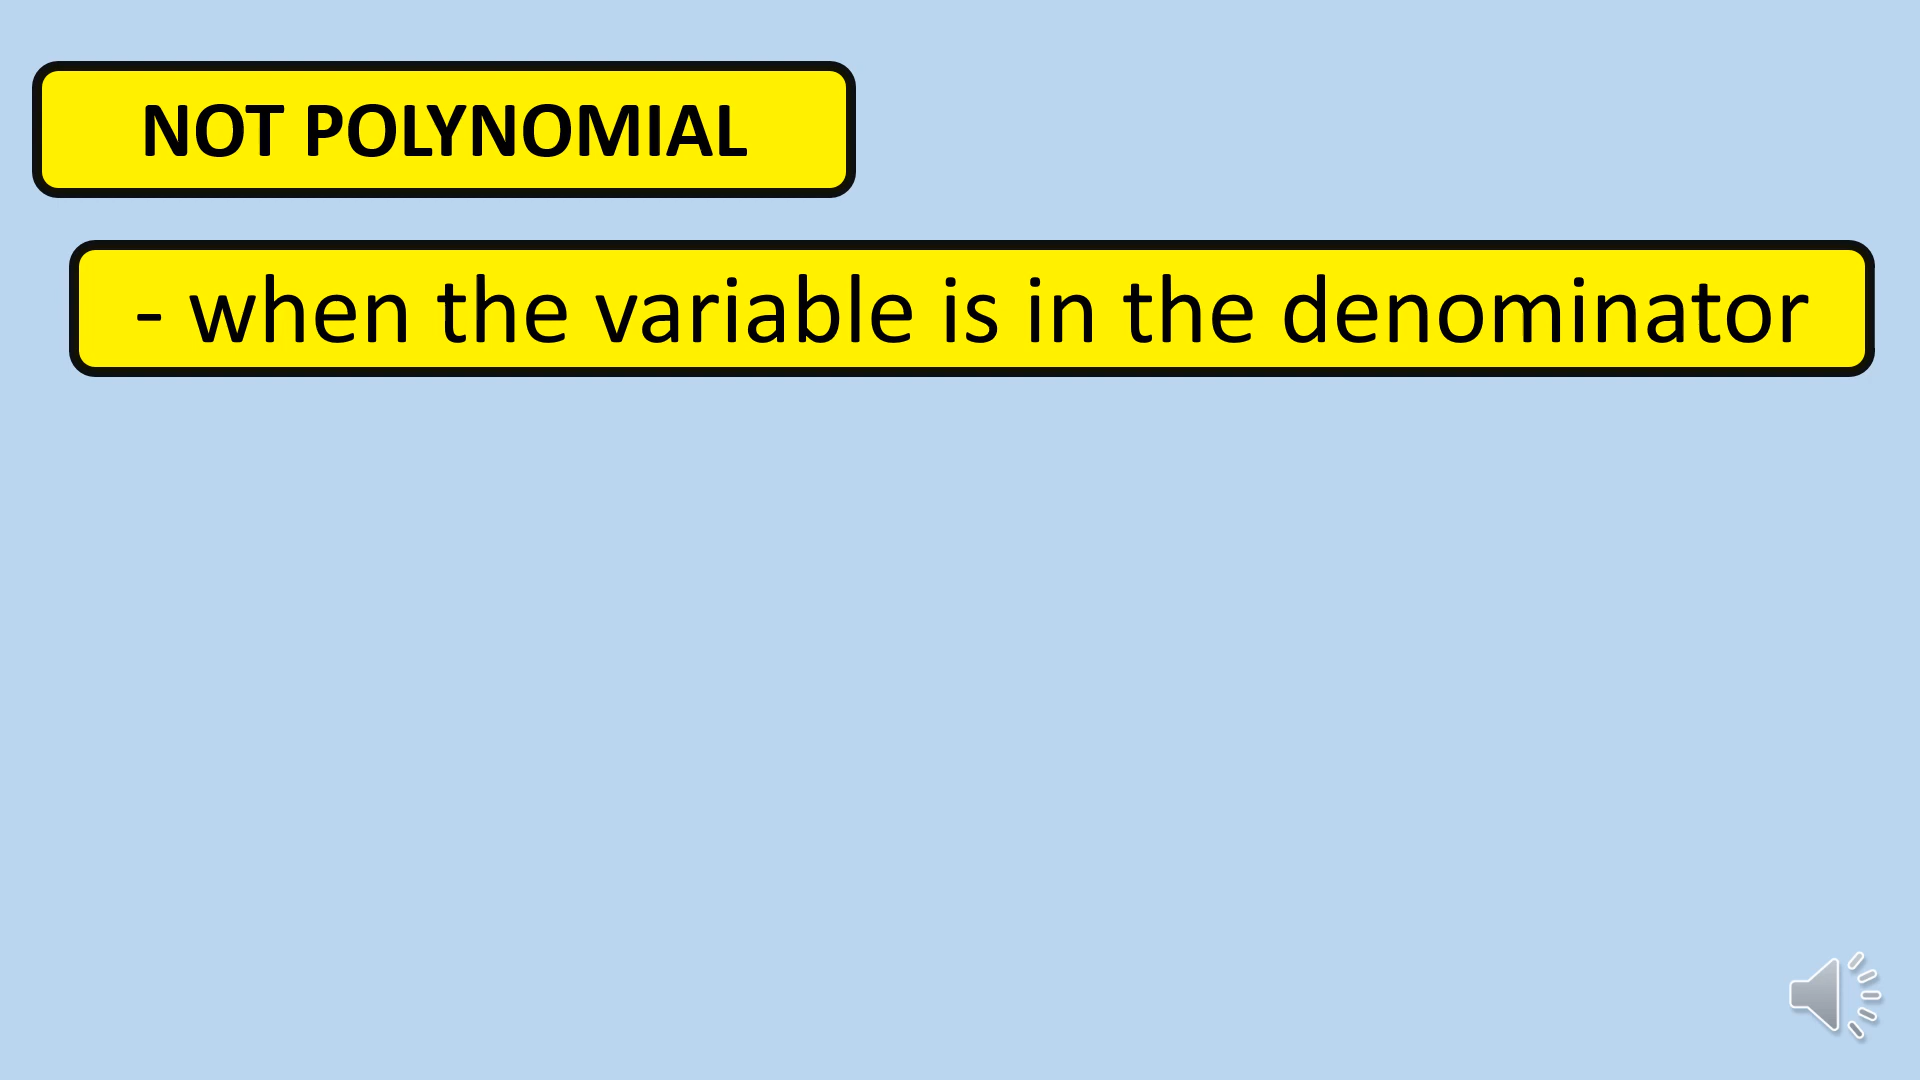 NOT POLYNOMIAL
- when the variable is in the denominator